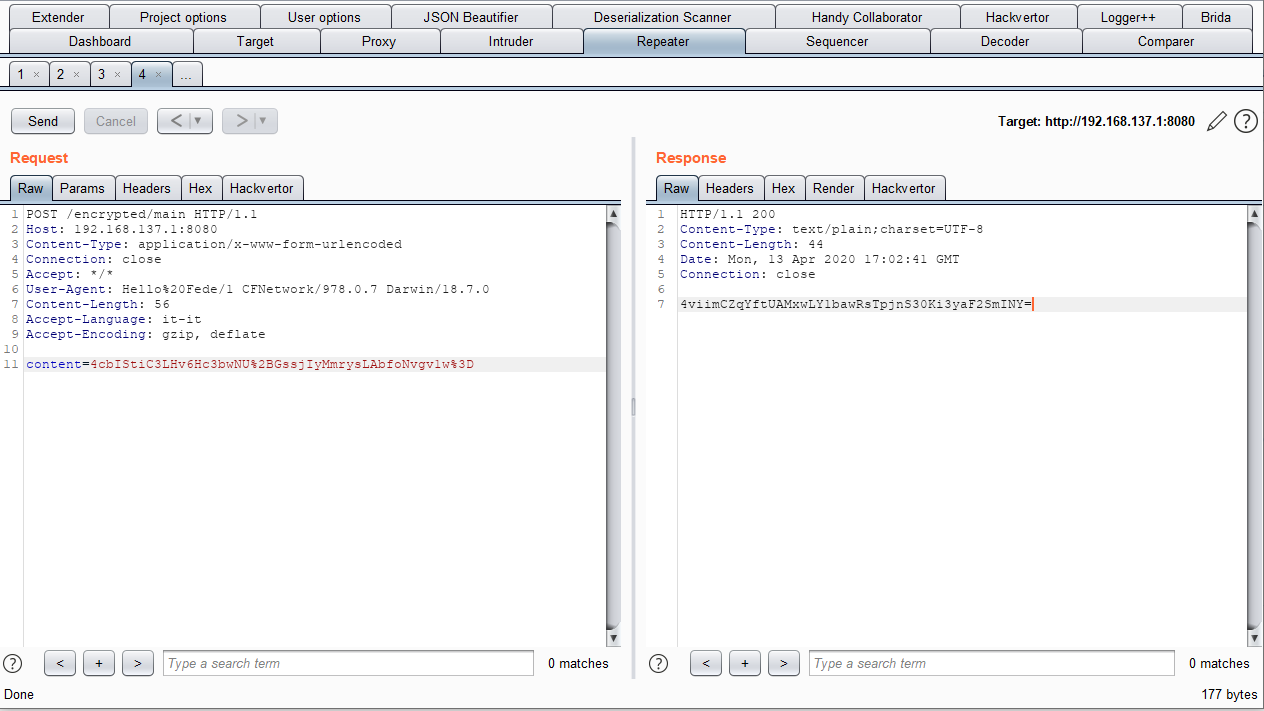 Extender Project options User options JSON Beautifier Deserialization Scanner Handy Collaborator Hackvertor Logger++ Brida
Dashboard Target Proxy Intruder Repeater Sequencer Decoder Comparer
1 × 2 × 3 × 4 × ...
Send Cancel < ▼ > ▼ Target: http://192.168.137.1:8080 ?
Request
Raw Params Headers Hex Hackvertor
1 POST /encrypted/main HTTP/1.1
2 Host: 192.168.137.1:8080
3 Content-Type: application/x-www-form-urlencoded
4 Connection: close
5 Accept: */*
6 User-Agent: Hello%20Fede/1 CFNetwork/978.0.7 Darwin/18.7.0
7 Content-Length: 56
8 Accept-Language: it-it
9 Accept-Encoding: gzip, deflate
10
11 content=4cbIStiC3LHv6Hc3bwNU%2BGssjIyMmrysLAbfoNvgv1w%3D
? < + > Type a search term 0 matches
Response
Raw Headers Hex Render Hackvertor
1 HTTP/1.1 200
2 Content-Type: text/plain;charset=UTF-8
3 Content-Length: 44
4 Date: Mon, 13 Apr 2020 17:02:41 GMT
5 Connection: close
6
7 4viimCZqYftUAMxwLY1bawRsTpjnS30Ki3yaF2SmINY=
? < + > Type a search term 0 matches
Done 177 bytes